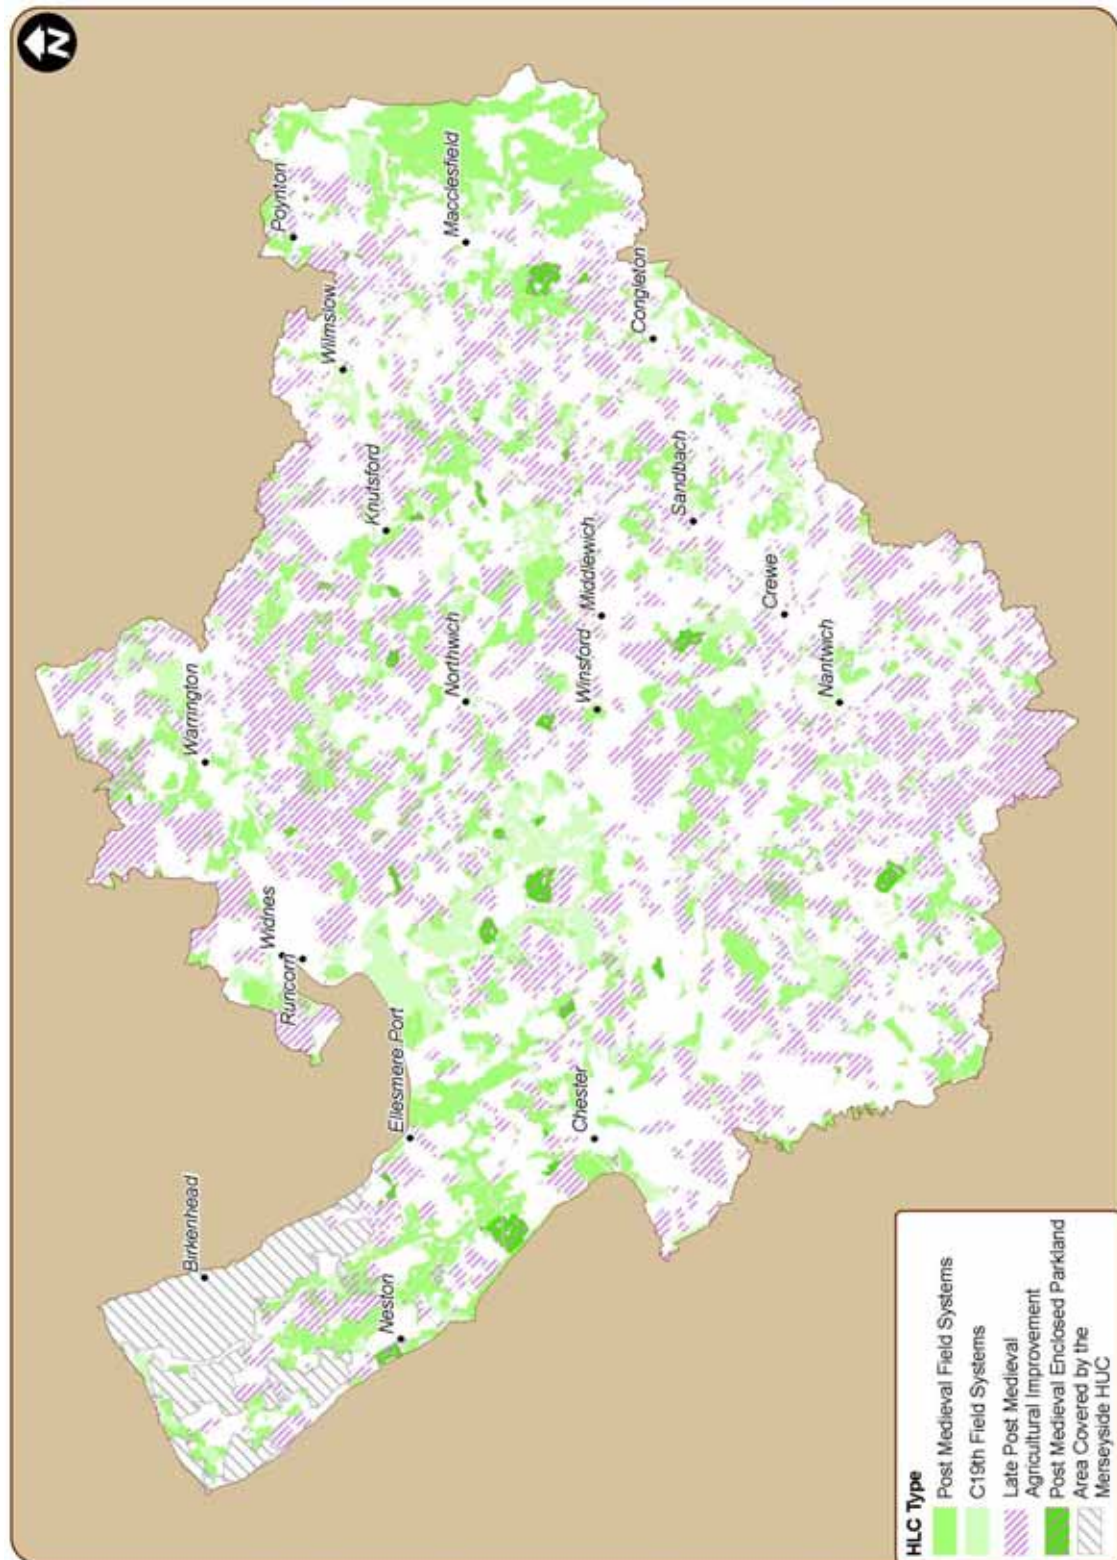 N
Birkenhead
Neston
Ellesmere Port
Chester
Runcorn
Widnes
Warrington
Northwich
Winsford
Middlewich
Knutsford
Wilmslow
Poynton
Macclesfield
Congleton
Sandbach
Crewe
Nantwich
HLC Type
Post Medieval Field Systems
C19th Field Systems
Late Post Medieval
Agricultural Improvement
Post Medieval Enclosed Parkland
Area Covered by the
Merseyside HUC